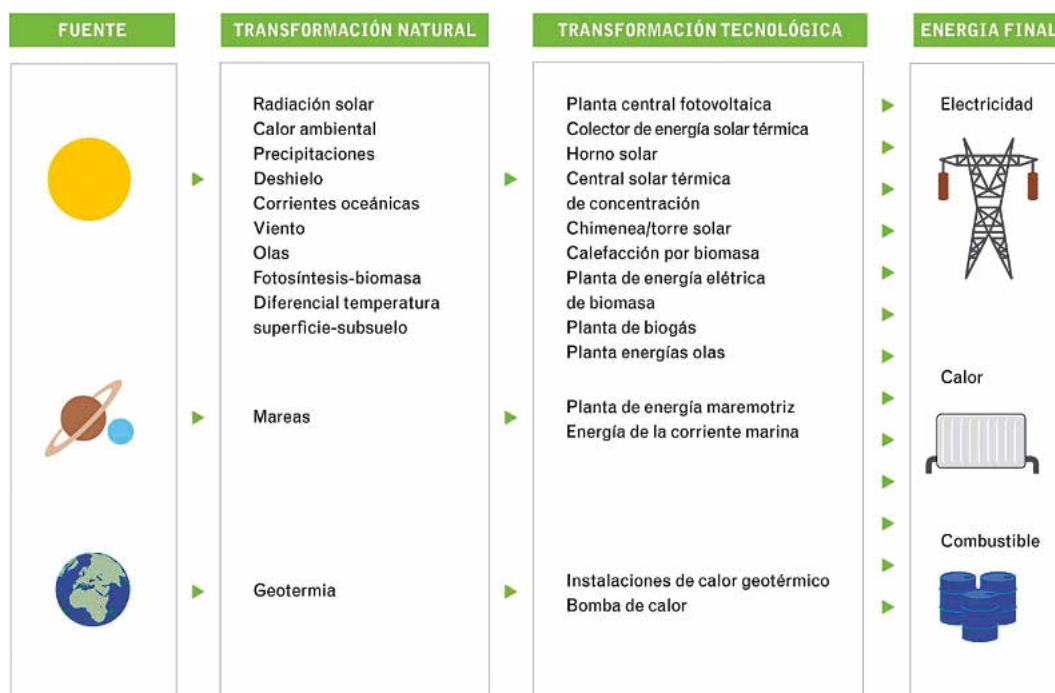 FUENTE
TRANSFORMACIÓN NATURAL
TRANSFORMACIÓN TECNOLÓGICA
ENERGIA FINAL
Radiación solar
Calor ambiental
Precipitaciones
Deshielo
Corrientes oceánicas
Viento
Olas
Fotosíntesis-biomasa
Diferencial temperatura
superficie-subsuelo
Planta central fotovoltaica
Colector de energía solar térmica
Horno solar
Central solar térmica
de concentración
Chimenea/torre solar
Calefacción por biomasa
Planta de energía elétrica
de biomasa
Planta de biogás
Planta energías olas
Electricidad
Mareas
Planta de energía maremotriz
Energía de la corriente marina
Calor
Geotermia
Instalaciones de calor geotérmico
Bomba de calor
Combustible